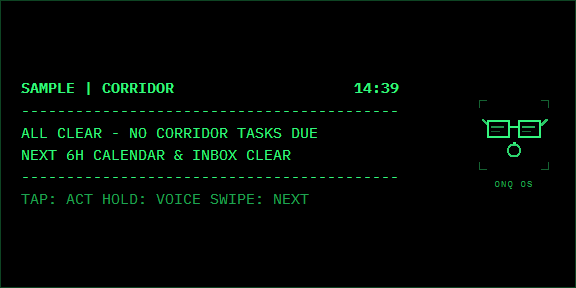 SAMPLE | CORRIDOR 14:39
------------------------------------------
ALL CLEAR - NO CORRIDOR TASKS DUE
NEXT 6H CALENDAR & INBOX CLEAR
------------------------------------------
TAP: ACT HOLD: VOICE SWIPE: NEXT
ONQ OS